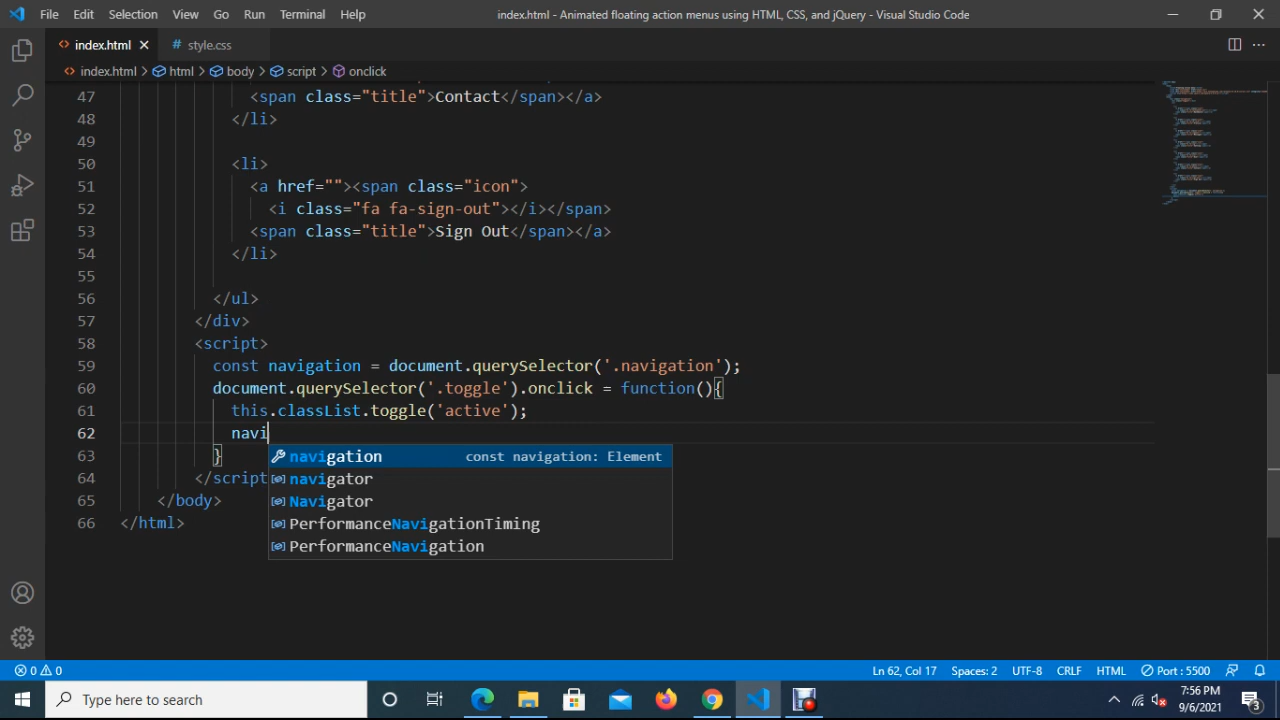 File Edit Selection View Go Run Terminal Help index.html - Animated floating action menus using HTML, CSS, and jQuery - Visual Studio Code
index.html style.css
index.html html body script onclick
47 <span class="title">Contact</span></a>
48 </li>
49
50 <li>
51 <a href=""><span class="icon">
52 <i class="fa fa-sign-out"></i></span>
53 <span class="title">Sign Out</span></a>
54 </li>
55
56 </ul>
57 </div>
58 <script>
59 const navigation = document.querySelector('.navigation');
60 document.querySelector('.toggle').onclick = function(){
61 this.classList.toggle('active');
62 navi
63 }
navigation const navigation: Element
64 </script
navigator
65 </body>
Navigator
66 </html>
PerformanceNavigationTiming
PerformanceNavigation
0 0 Ln 62, Col 17 Spaces: 2 UTF-8 CRLF HTML Port : 5500
Type here to search
7:56 PM
9/6/2021
3